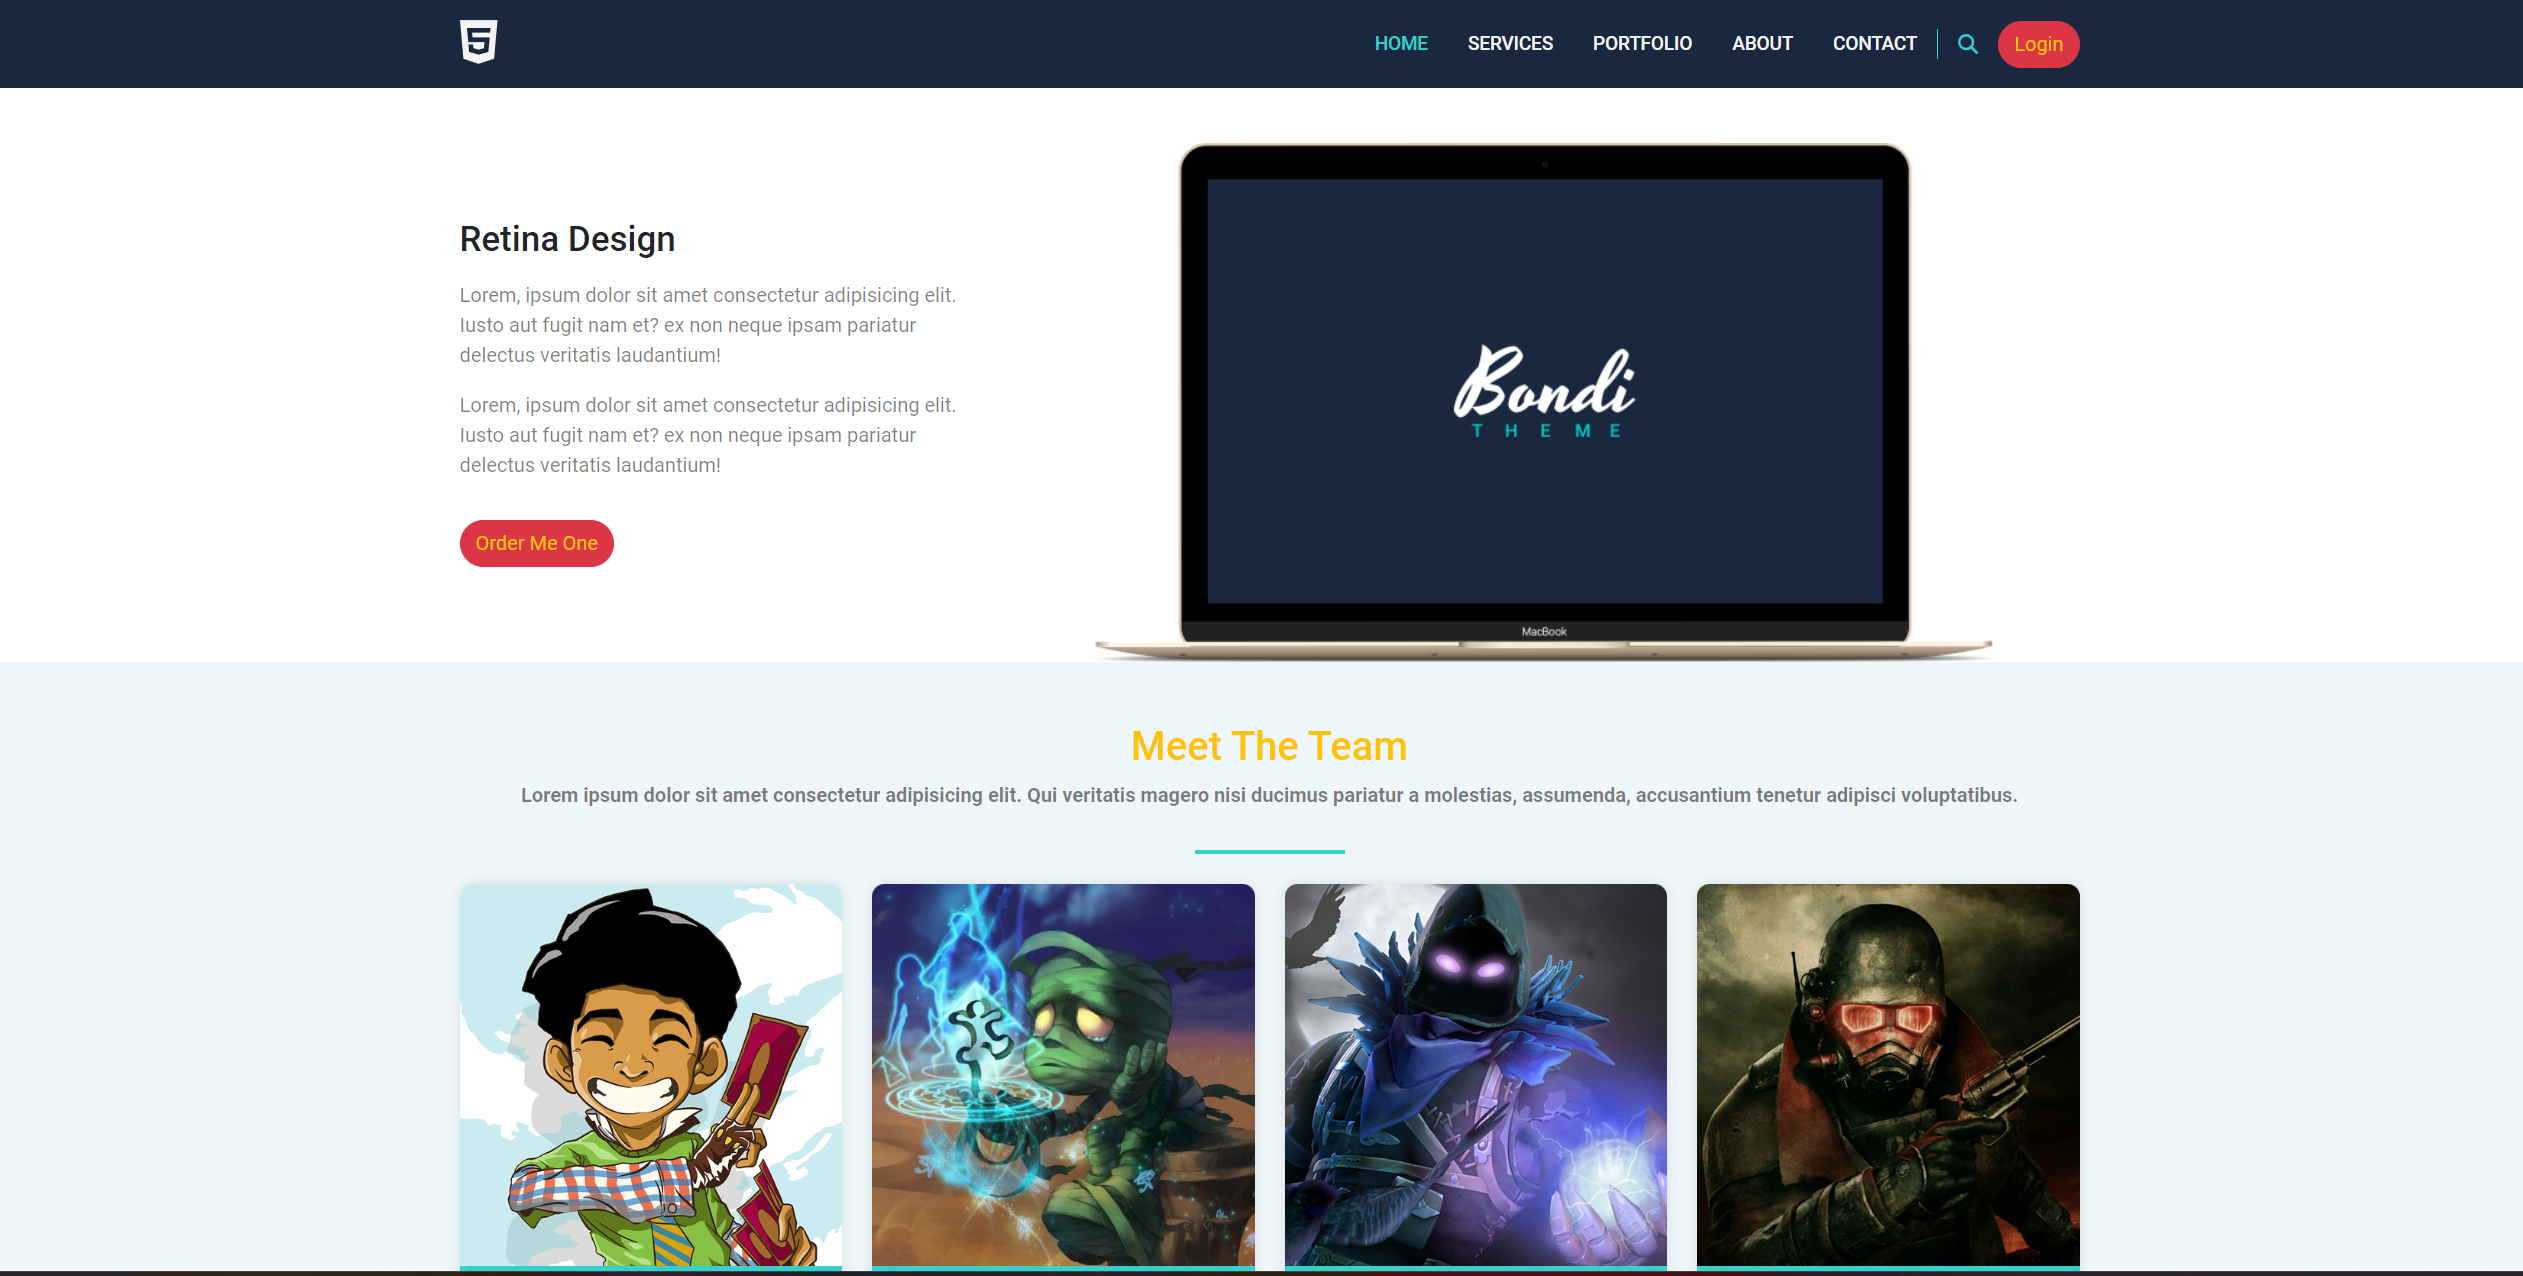 5
HOME SERVICES PORTFOLIO ABOUT CONTACT Login
Retina Design
Lorem, ipsum dolor sit amet consectetur adipisicing elit.
Iusto aut fugit nam et? ex non neque ipsam pariatur
delectus veritatis laudantium!
Lorem, ipsum dolor sit amet consectetur adipisicing elit.
Iusto aut fugit nam et? ex non neque ipsam pariatur
delectus veritatis laudantium!
Order Me One
Bondi
THEME
MacBook
Meet The Team
Lorem ipsum dolor sit amet consectetur adipisicing elit. Qui veritatis magero nisi ducimus pariatur a molestias, assumenda, accusantium tenetur adipisci voluptatibus.